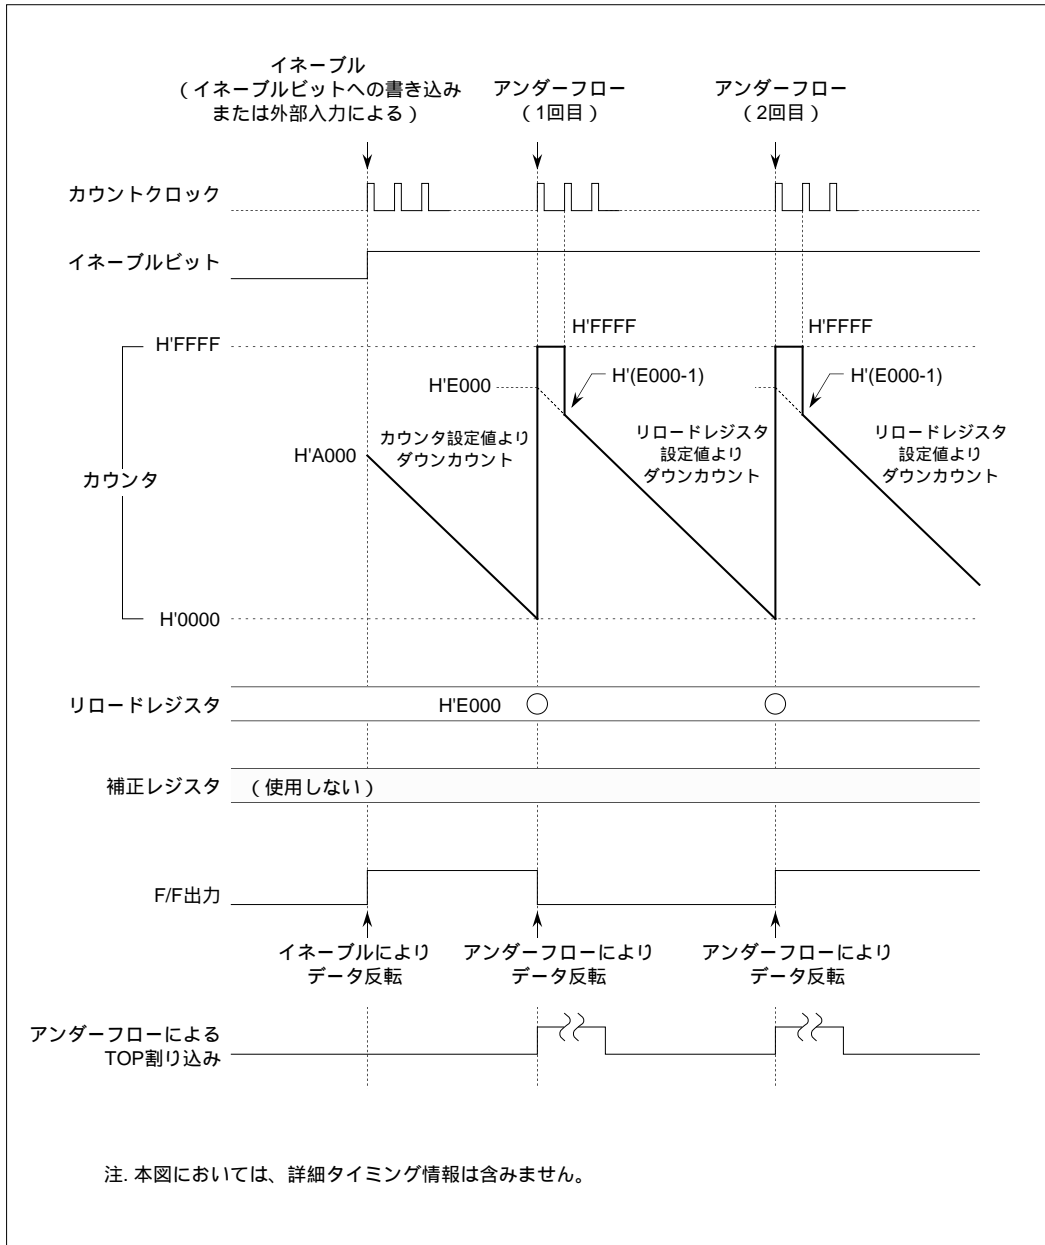 イネーブル
（イネーブルビットへの書き込み
または外部入力による）
アンダーフロー
（1回目）
アンダーフロー
（2回目）
カウントクロック
イネーブルビット
H'FFFF
H'FFFF
H'FFFF
H'E000
H'(E000-1)
H'(E000-1)
カウンタ設定値より
ダウンカウント
リロードレジスタ
設定値より
ダウンカウント
リロードレジスタ
設定値より
ダウンカウント
H'A000
カウンタ
H'0000
リロードレジスタ
H'E000
補正レジスタ
（使用しない）
F/F出力
イネーブルにより
データ反転
アンダーフローにより
データ反転
アンダーフローにより
データ反転
アンダーフローによる
TOP割り込み
注. 本図においては、詳細タイミング情報は含みません。